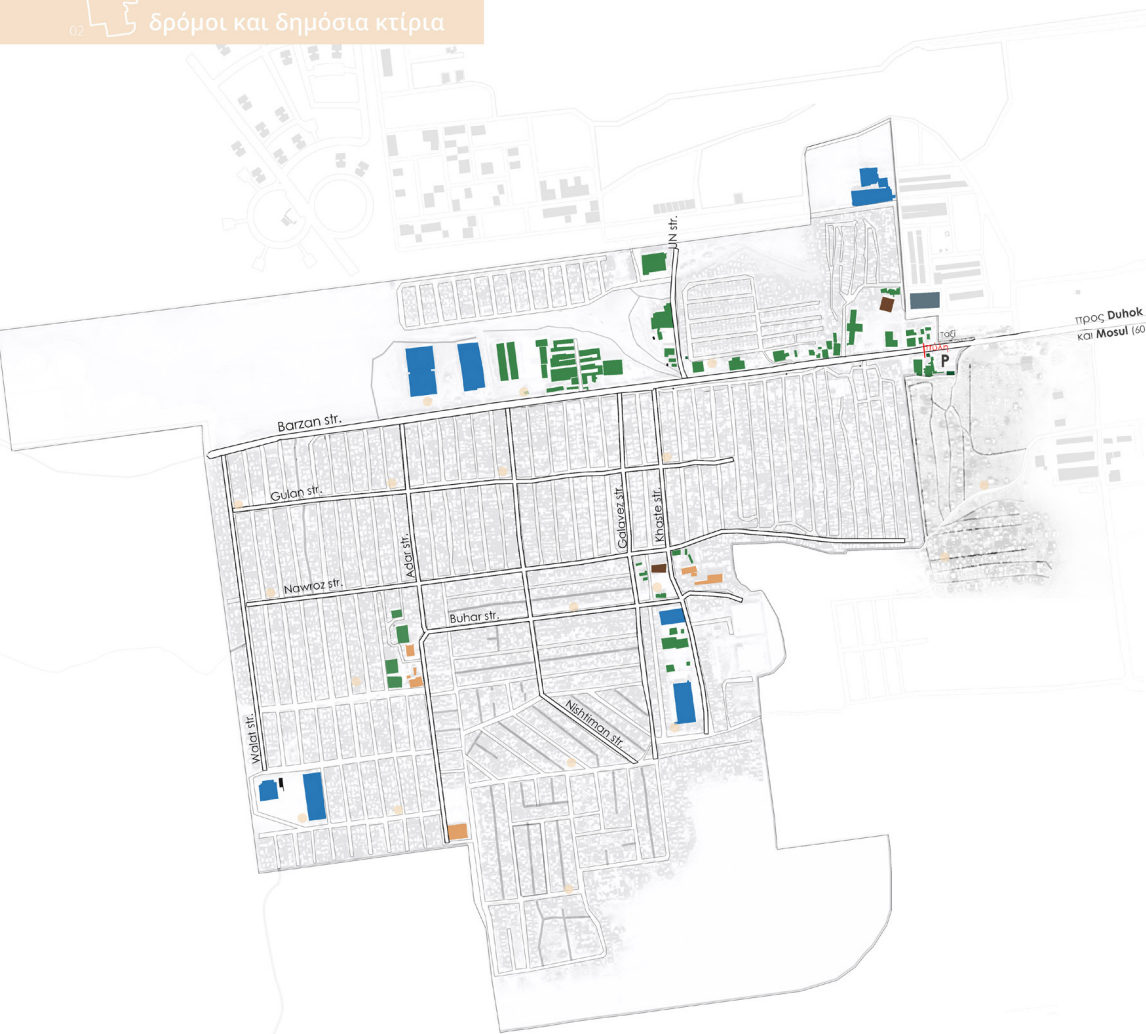 02 δρόμοι και δημόσια κτίρια
UN str.
προς Duhok
και Mosul (60
ταξί
πύλη
P
Barzan str.
Gulan str.
Galavez str.
Khaste str.
Adar str.
Nawroz str.
Buhar str.
Nishtiman str.
Walat str.